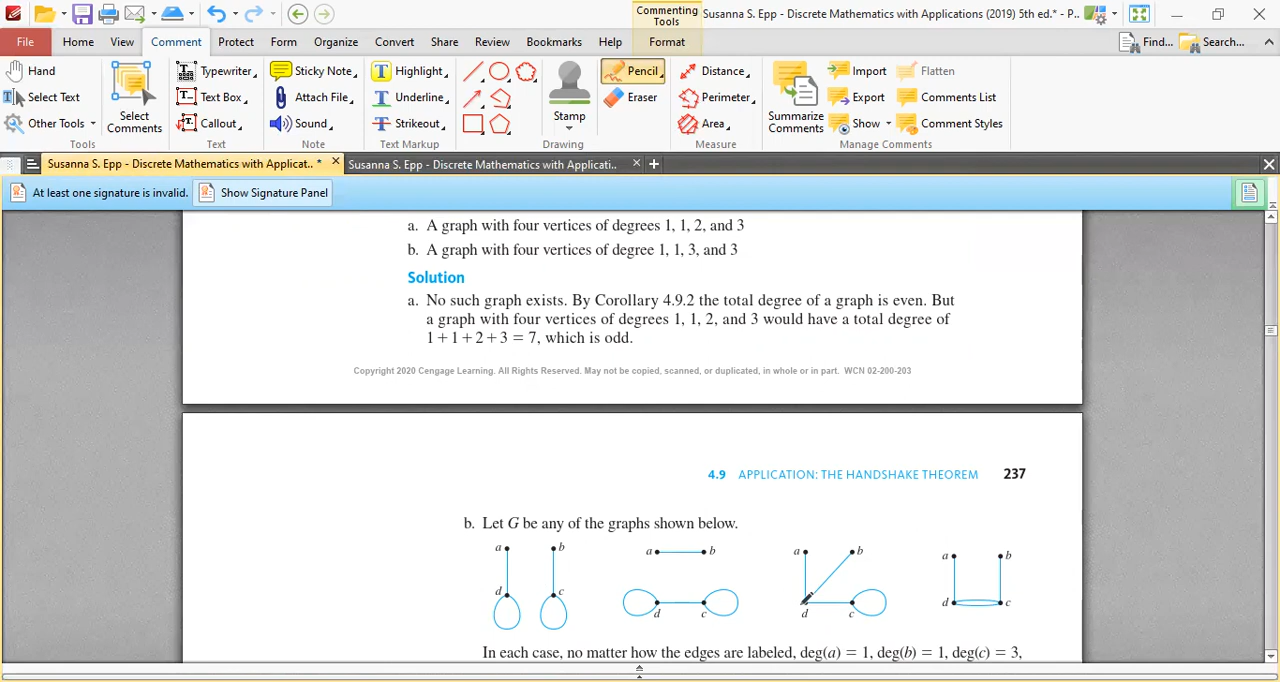 Commenting
Tools
Susanna S. Epp - Discrete Mathematics with Applications (2019) 5th ed.* - P..
File
Home
View
Comment
Protect
Form
Organize
Convert
Share
Review
Bookmarks
Help
Format
Find...
Search...
Hand
Select Text
Other Tools
Select
Comments
Typewriter
Text Box
Callout
Sticky Note
Attach File
Sound
Highlight
Underline
Strikeout
Stamp
Pencil
Eraser
Distance
Perimeter
Area
Summarize
Comments
Import
Export
Show
Flatten
Comments List
Comment Styles
Tools
Text
Note
Text Markup
Drawing
Measure
Manage Comments
Susanna S. Epp - Discrete Mathematics with Applicat.. *
Susanna S. Epp - Discrete Mathematics with Applicati..
At least one signature is invalid.
Show Signature Panel
a. A graph with four vertices of degrees 1, 1, 2, and 3
b. A graph with four vertices of degree 1, 1, 3, and 3
Solution
a. No such graph exists. By Corollary 4.9.2 the total degree of a graph is even. But
a graph with four vertices of degrees 1, 1, 2, and 3 would have a total degree of
1 + 1 + 2 + 3 = 7, which is odd.
Copyright 2020 Cengage Learning. All Rights Reserved. May not be copied, scanned, or duplicated, in whole or in part. WCN 02-200-203
4.9 APPLICATION: THE HANDSHAKE THEOREM 237
b. Let G be any of the graphs shown below.
a b a b a b a b
d c d c d c d c
In each case, no matter how the edges are labeled, deg(a) = 1, deg(b) = 1, deg(c) = 3,